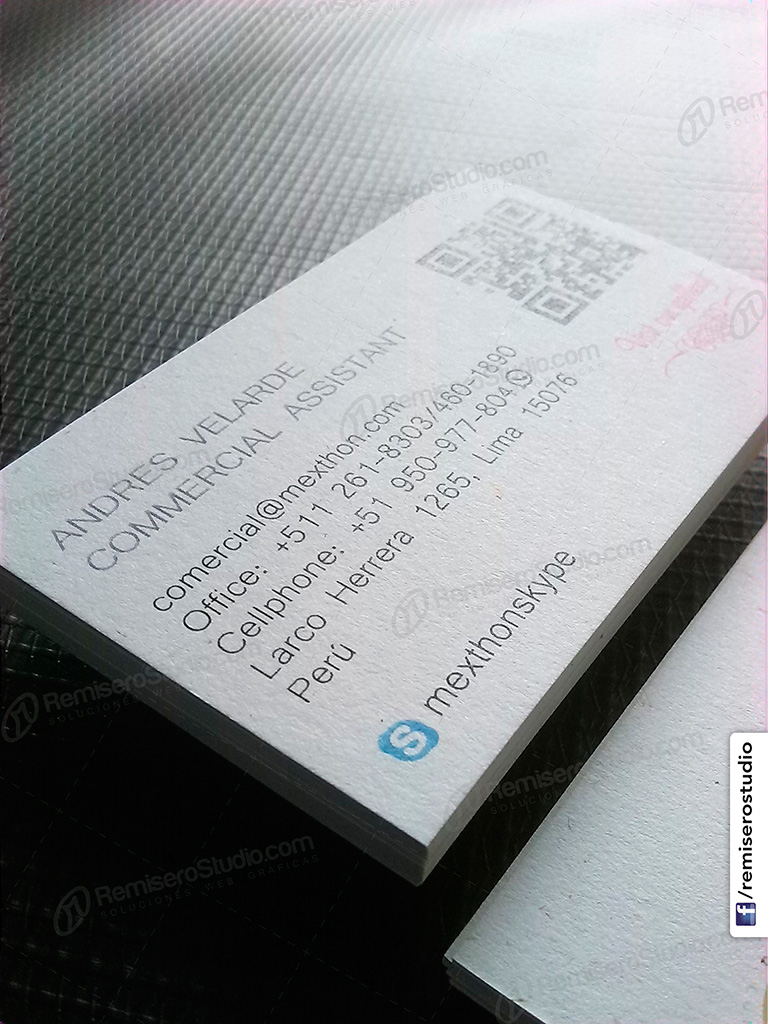 ANDRES VELARDE
COMMERCIAL ASSISTANT
comercial@mexthon.com
Office: +511 261-8303/460-1890
Cellphone: +51 950-977-804
Larco Herrera 1265, Lima 15076
Perú
mexthonskype
RemiseroStudio.com
SOLUCIONES WEB GRÁFICAS
/remiserostudio